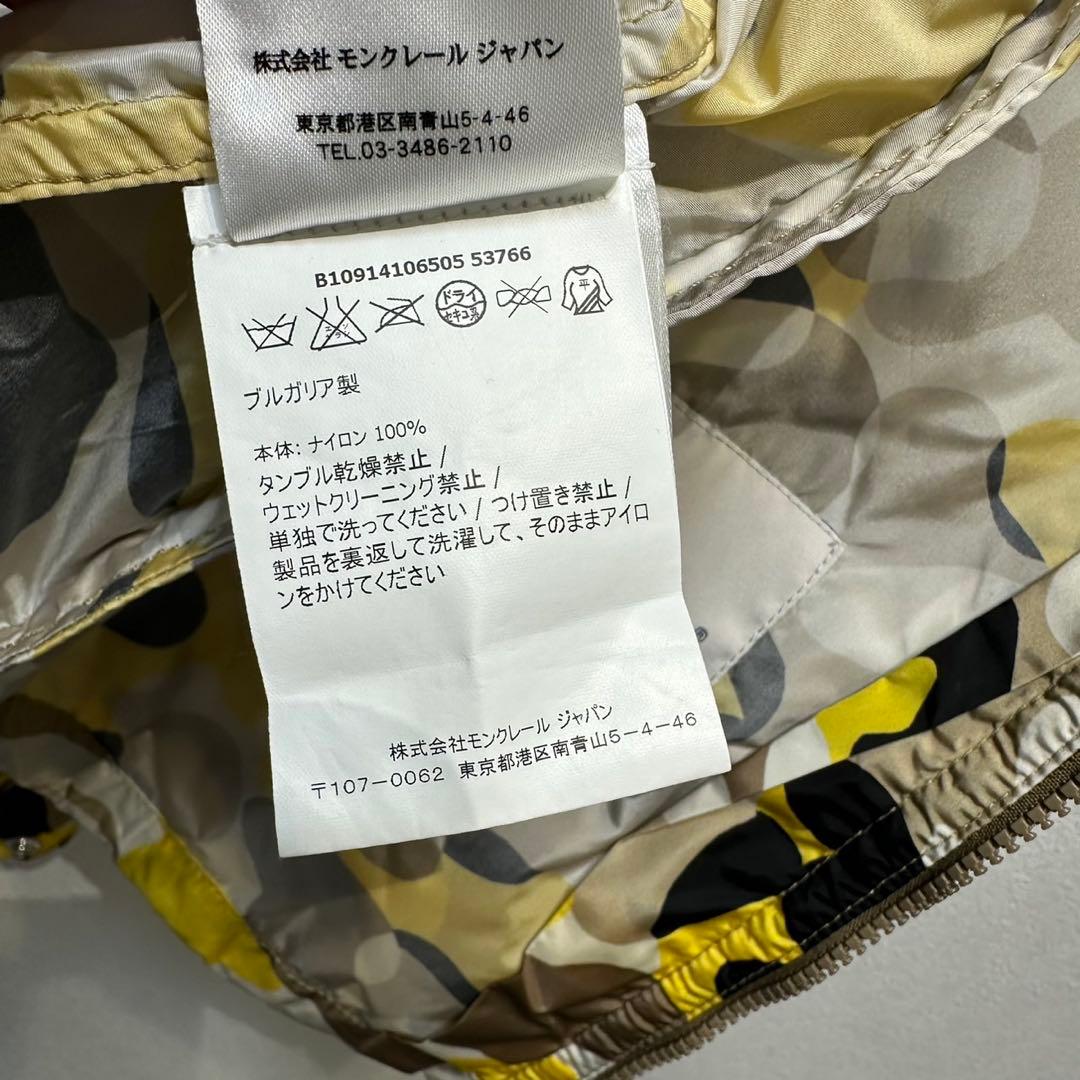 株式会社 モンクレール ジャパン
東京都港区南青山5-4-46
TEL.03-3486-2110
B10914106505 53766
エンソサラシ
ドライ
セキユ系
平
ブルガリア製
本体: ナイロン 100%
タンブル乾燥禁止 /
ウェットクリーニング禁止 /
単独で洗ってください / つけ置き禁止 /
製品を裏返して洗濯して、そのままアイロ
ンをかけてください
株式会社モンクレール ジャパン
〒107-0062 東京都港区南青山5-4-46
®